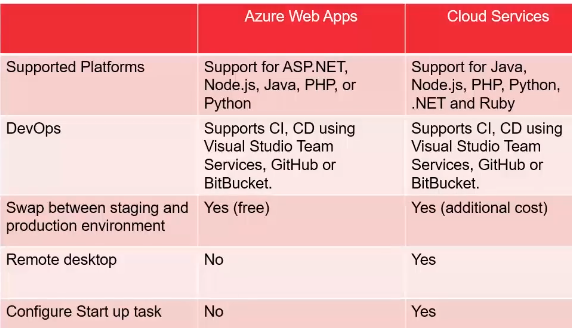 Azure Web Apps Cloud Services
Supported Platforms
Support for ASP.NET,
Node.js, Java, PHP, or
Python
Support for Java,
Node.js, PHP, Python,
.NET and Ruby
DevOps
Supports CI, CD using
Visual Studio Team
Services, GitHub or
BitBucket.
Supports CI, CD using
Visual Studio Team
Services, GitHub or
BitBucket.
Swap between staging and
production environment
Yes (free)
Yes (additional cost)
Remote desktop
No
Yes
Configure Start up task
No
Yes